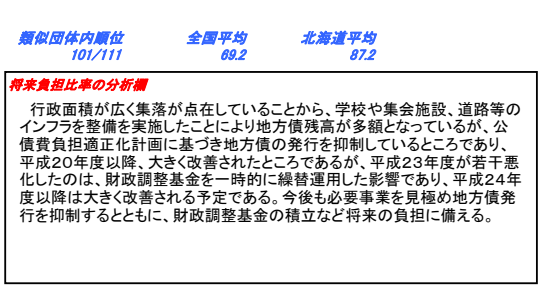 類似団体内順位 全国平均 北海道平均
101/111 69.2 87.2
将来負担比率の分析欄
行政面積が広く集落が点在していることから、学校や集会施設、道路等の
インフラを整備を実施したことにより地方債残高が多額となっているが、公
債費負担適正化計画に基づき地方債の発行を抑制しているところであり、
平成20年度以降、大きく改善されたところであるが、平成23年度が若干悪
化したのは、財政調整基金を一時的に繰替運用した影響であり、平成24年
度以降は大きく改善される予定である。今後も必要事業を見極め地方債発
行を抑制するとともに、財政調整基金の積立など将来の負担に備える。